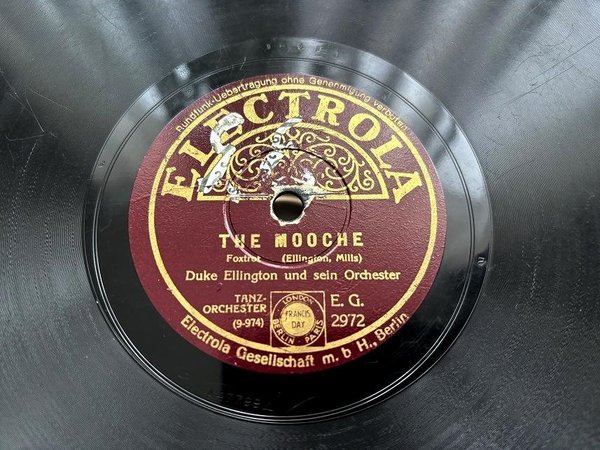 Rundfunk-Uebertragung ohne Genehmigung verboten
ELECTROLA
THE MOOCHE
Foxtrot (Ellington, Mills)
Duke Ellington und sein Orchester
TANZ-
ORCHESTER
(9-974)
LONDON
FRANCIS
DAY
BERLIN - PARIS
E. G.
2972
Electrola Gesellschaft m. b H., Berlin